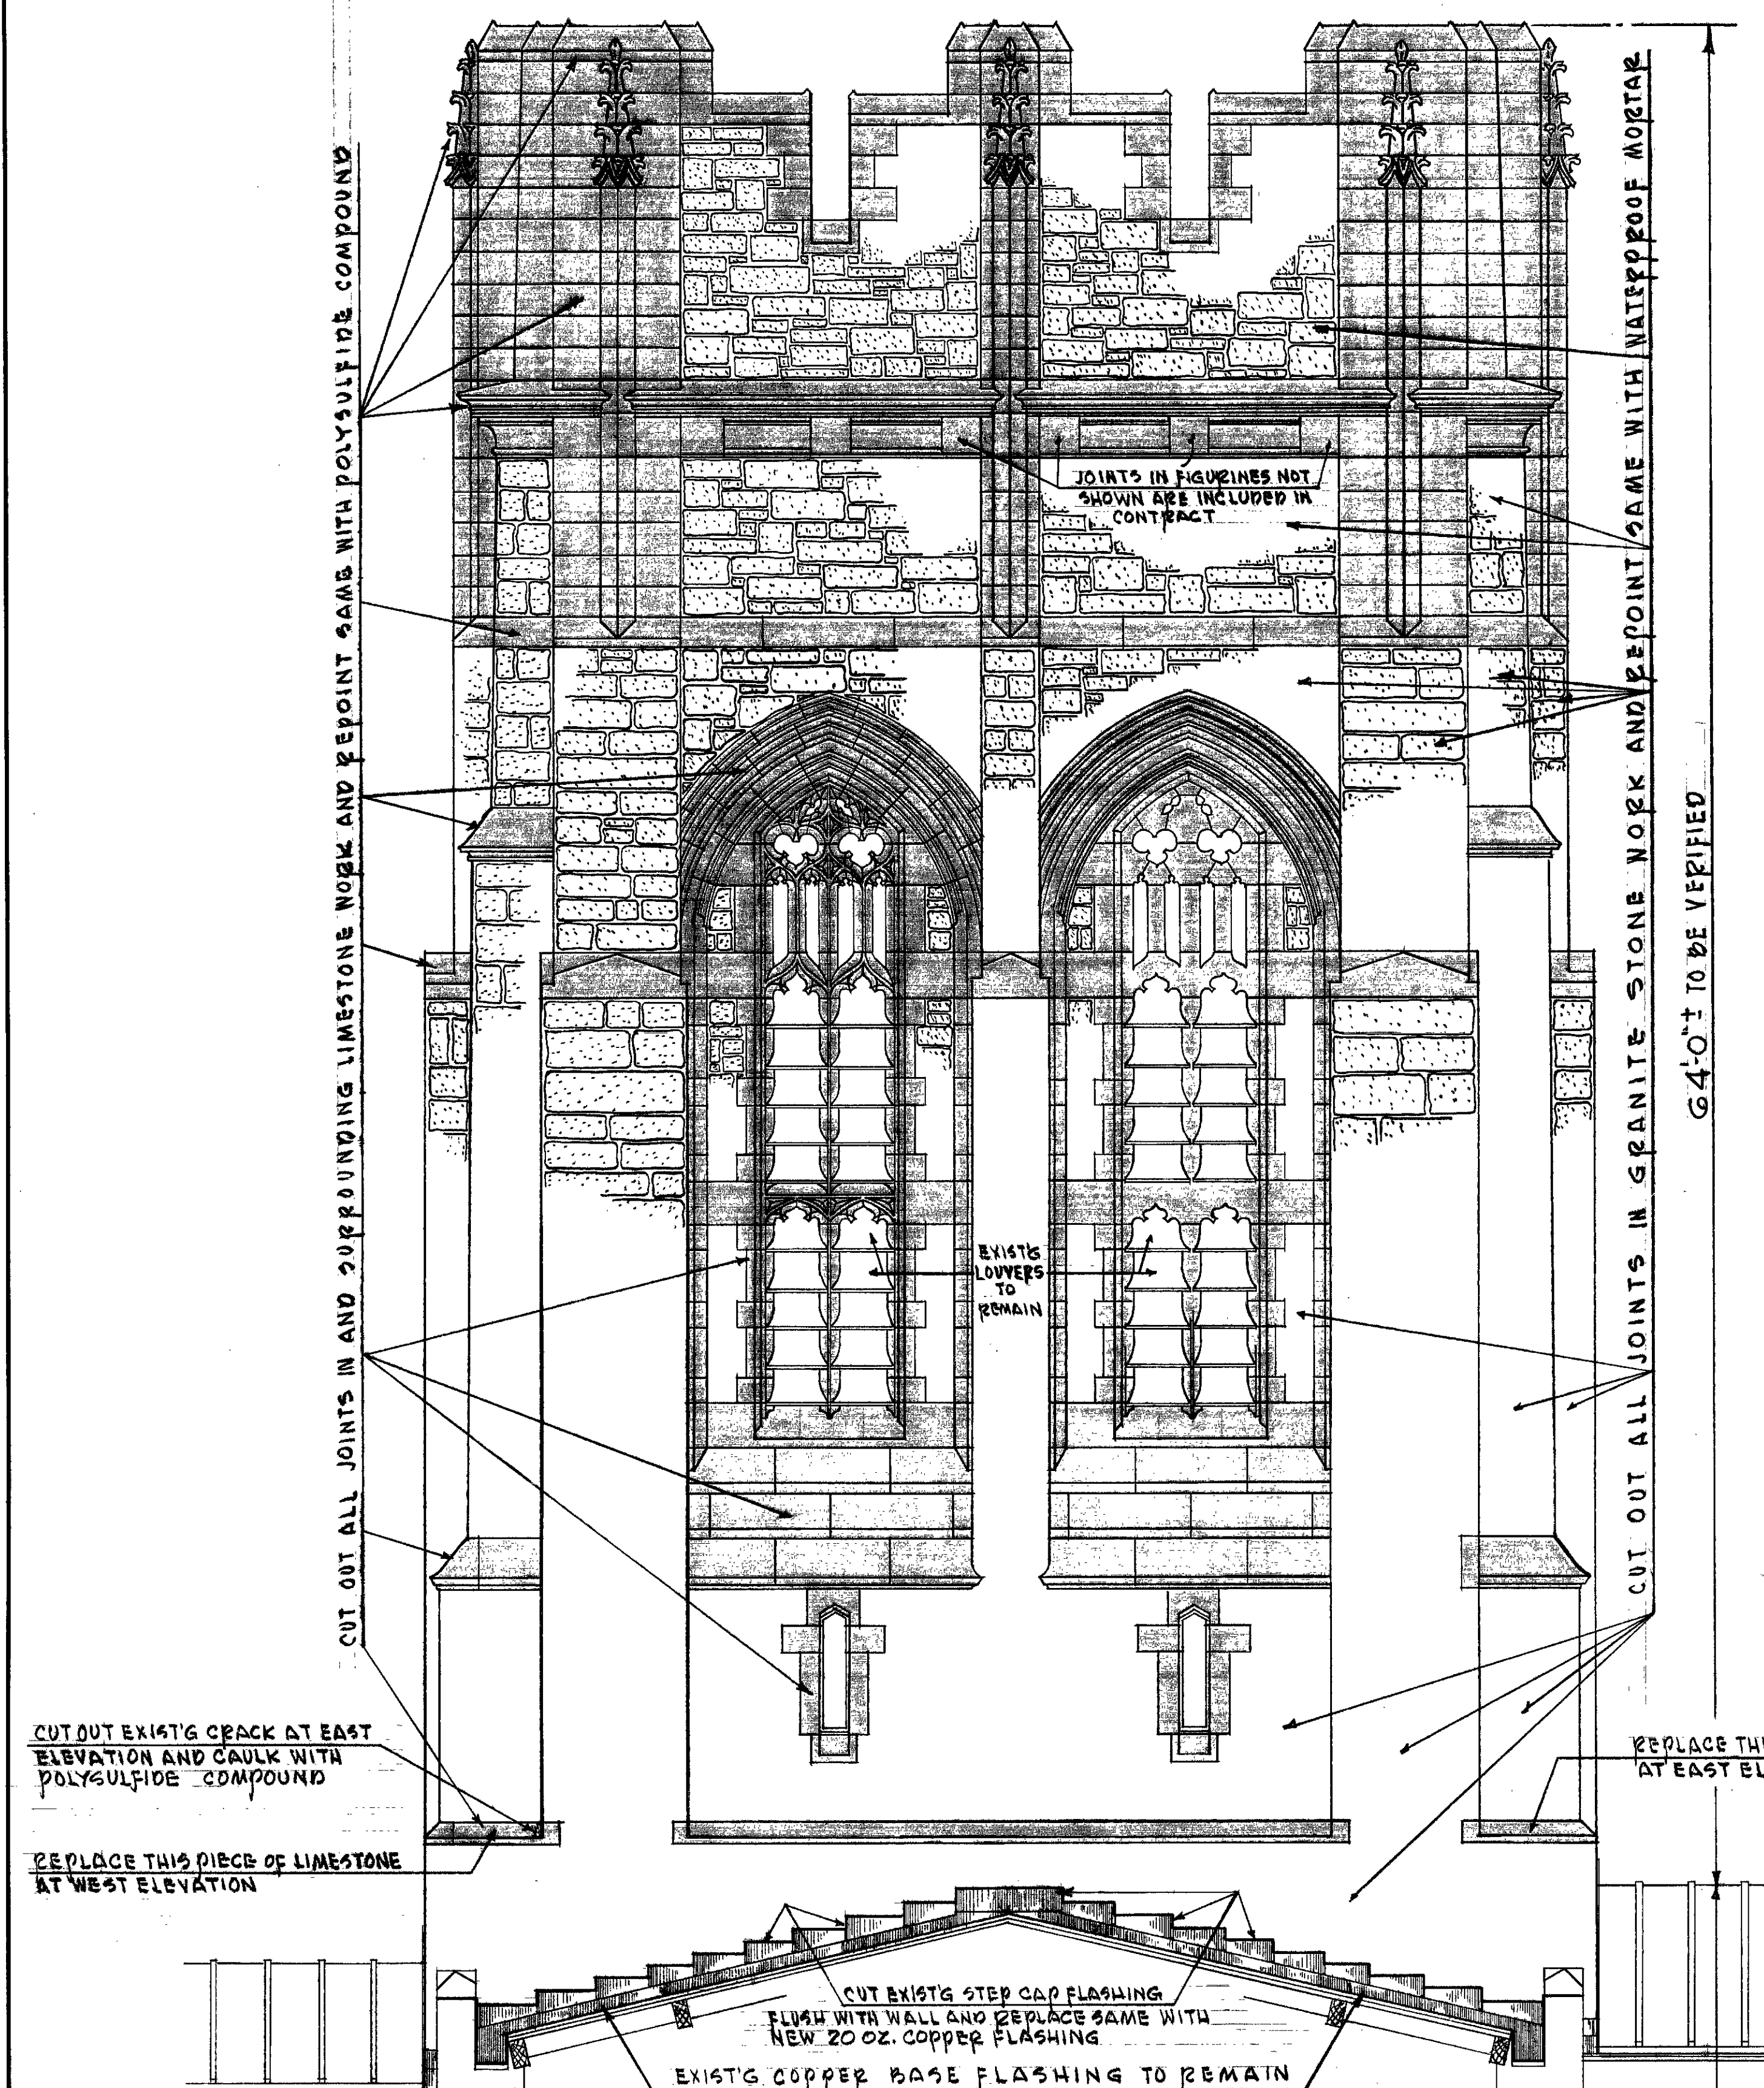 CUT OUT ALL JOINTS IN AND SURROUNDING LIMESTONE WORK AND REPOINT SAME WITH POLYSULFIDE COMPOUND
CUT OUT ALL JOINTS IN GRANITE STONE WORK AND REPOINT SAME WITH WATERPROOF MORTAR
64'-0"± TO BE VERIFIED
JOINTS IN FIGURINES NOT
SHOWN ARE INCLUDED IN
CONTRACT
EXIST'G
LOUVERS
TO
REMAIN
CUT OUT EXIST'G CRACK AT EAST
ELEVATION AND CAULK WITH
POLYSULFIDE COMPOUND
REPLACE THIS PIECE OF LIMESTONE
AT WEST ELEVATION
REPLACE
AT EAST
CUT EXIST'G STEP CAP FLASHING
FLUSH WITH WALL AND REPLACE SAME WITH
NEW 20 OZ. COPPER FLASHING
EXIST'G COPPER BASE FLASHING TO REMAIN